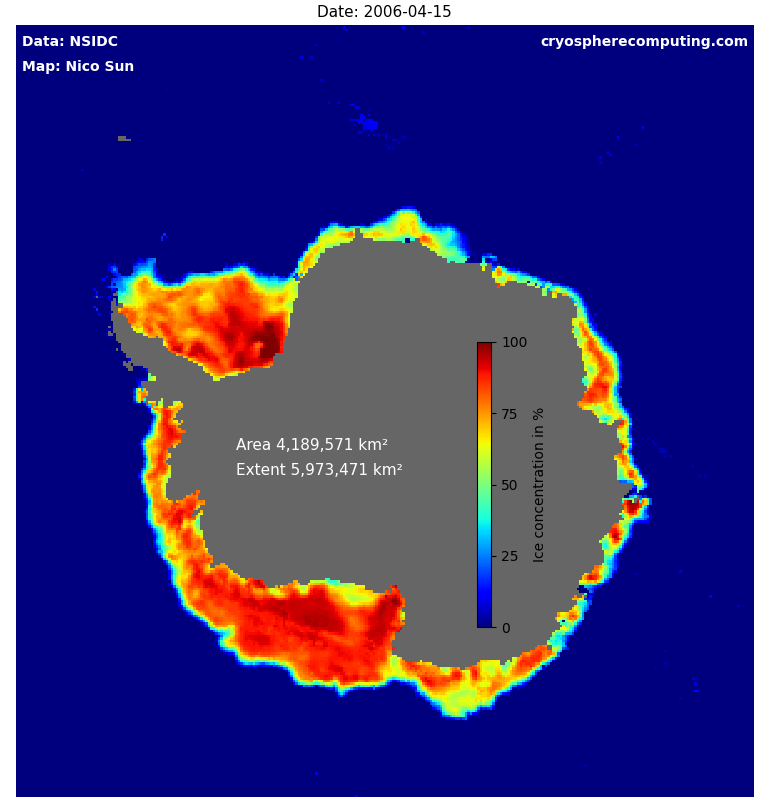 Date: 2006-04-15
Data: NSIDC
cryospherecomputing.com
Map: Nico Sun
100
75
50
25
0
Ice concentration in %
Area 4,189,571 km²
Extent 5,973,471 km²